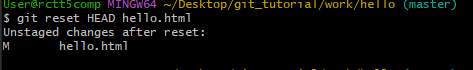 User@rctt5comp MINGW64 ~/Desktop/git_tutorial/work/hello (master)
$ git reset HEAD hello.html
Unstaged changes after reset:
M       hello.html